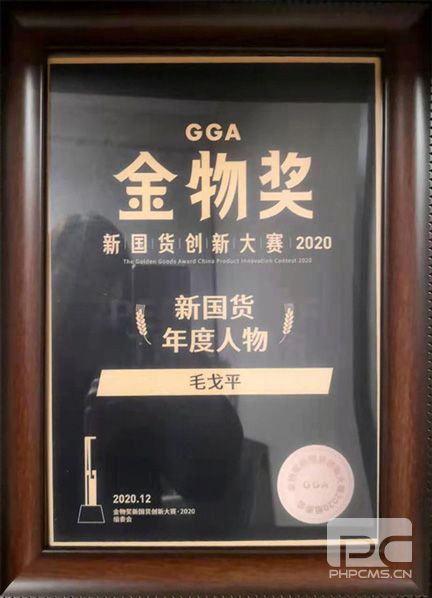 GGA
金物奖
新国货创新大赛 2020
The Golden Goods Award China Product Innovation Contest 2020
新国货
年度人物
毛戈平
2020.12
金物奖新国货创新大赛·2020
组委会
GGA
PC
PHPCMS.CN